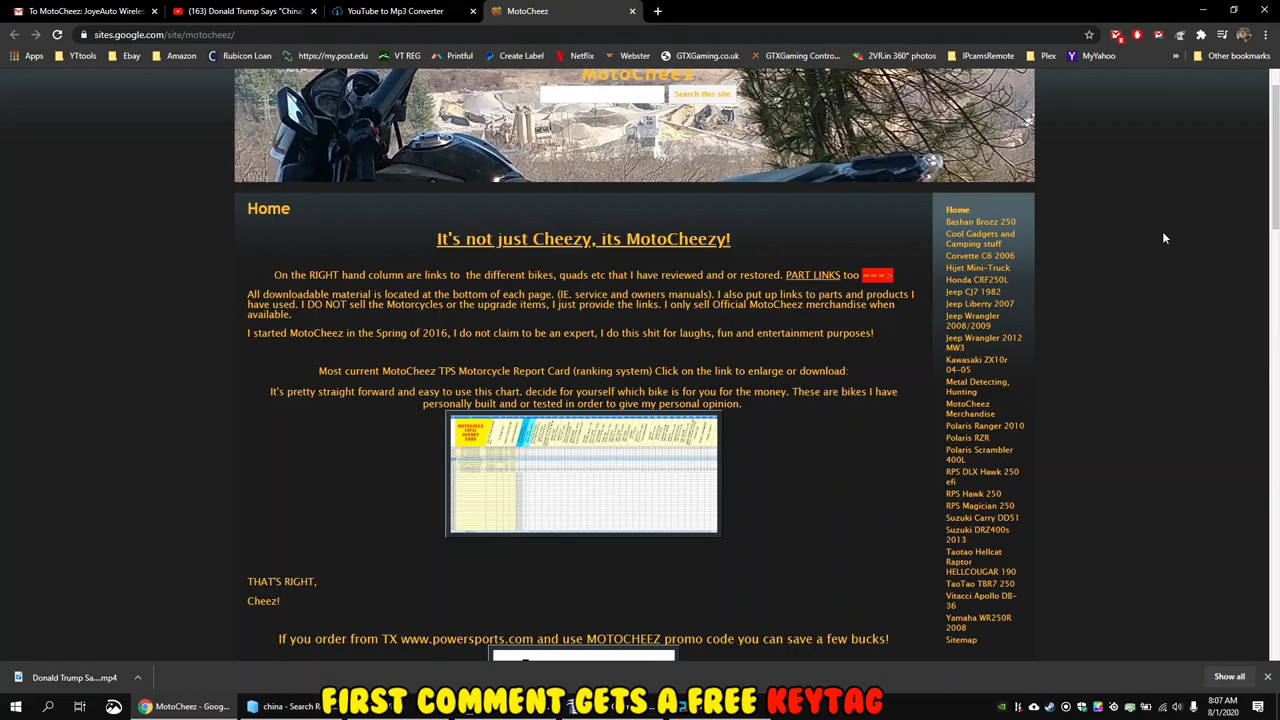 To MotoCheez: JoyeAuto Wireless
(163) Donald Trump Says "China"
YouTube to MP4
MotoCheez
sites.google.com/site/motocheez/
Apps
YTtools
Ebay
Amazon
Rubicon Loan
https://my.post.edu
VT REG
Printful
Create Label
Netflix
Webster
GTXGaming.co.uk
GTXGaming Contro...
2VR.in 360° photos
IPcamsRemote
Plex
MyYahoo
Other bookmarks
MotoCheez
Search this site
Home
It's not just Cheezy, its MotoCheezy!
On the RIGHT hand column are links to the different bikes, quads etc that I have reviewed and or restored. PART LINKS too ===>
All downloadable material is located at the bottom of each page. (IE. service and owners manuals). I also put up links to parts and products I
have used. I DO NOT sell the Motorcycles or the upgrade items, I just provide the links. I only sell Official MotoCheez merchandise when
available.
I started MotoCheez in the Spring of 2016, I do not claim to be an expert, I do this shit for laughs, fun and entertainment purposes!
Most current MotoCheez TPS Motorcycle Report Card (ranking system) Click on the link to enlarge or download:
It's pretty straight forward and easy to use this chart. decide for yourself which bike is for you for the money. These are bikes I have
personally built and or tested in order to give my personal opinion.
MOTOCHEEZ
REPORT
CARD
THAT'S RIGHT,
Cheez!
If you order from TX www.powersports.com and use MOTOCHEEZ promo code you can save a few bucks!
Home
Bashan Brozz 250
Cool Gadgets and
Camping stuff
Corvette C6 2006
Hijet Mini-Truck
Honda CRF250L
Jeep CJ7 1982
Jeep Liberty 2007
Jeep Wrangler
2008/2009
Jeep Wrangler 2012
MW3
Kawasaki ZX10r
04-05
Metal Detecting,
Hunting
MotoCheez
Merchandise
Polaris Ranger 2010
Polaris RZR
Polaris Scrambler
400L
RPS DLX Hawk 250
efi
RPS Hawk 250
RPS Magician 250
Suzuki Carry DD51
Suzuki DRZ400s
2013
Taotao Hellcat
Raptor
HELLCOUGAR 190
TaoTao TBR7 250
Vitacci Apollo DB-
36
Yamaha WR250R
2008
Sitemap
Donald Trump Sa....mp4
Show all
MotoCheez - Goog...
china - Search R
8:07 AM
8/1/2020
FIRST COMMENT GETS A FREE KEYTAG